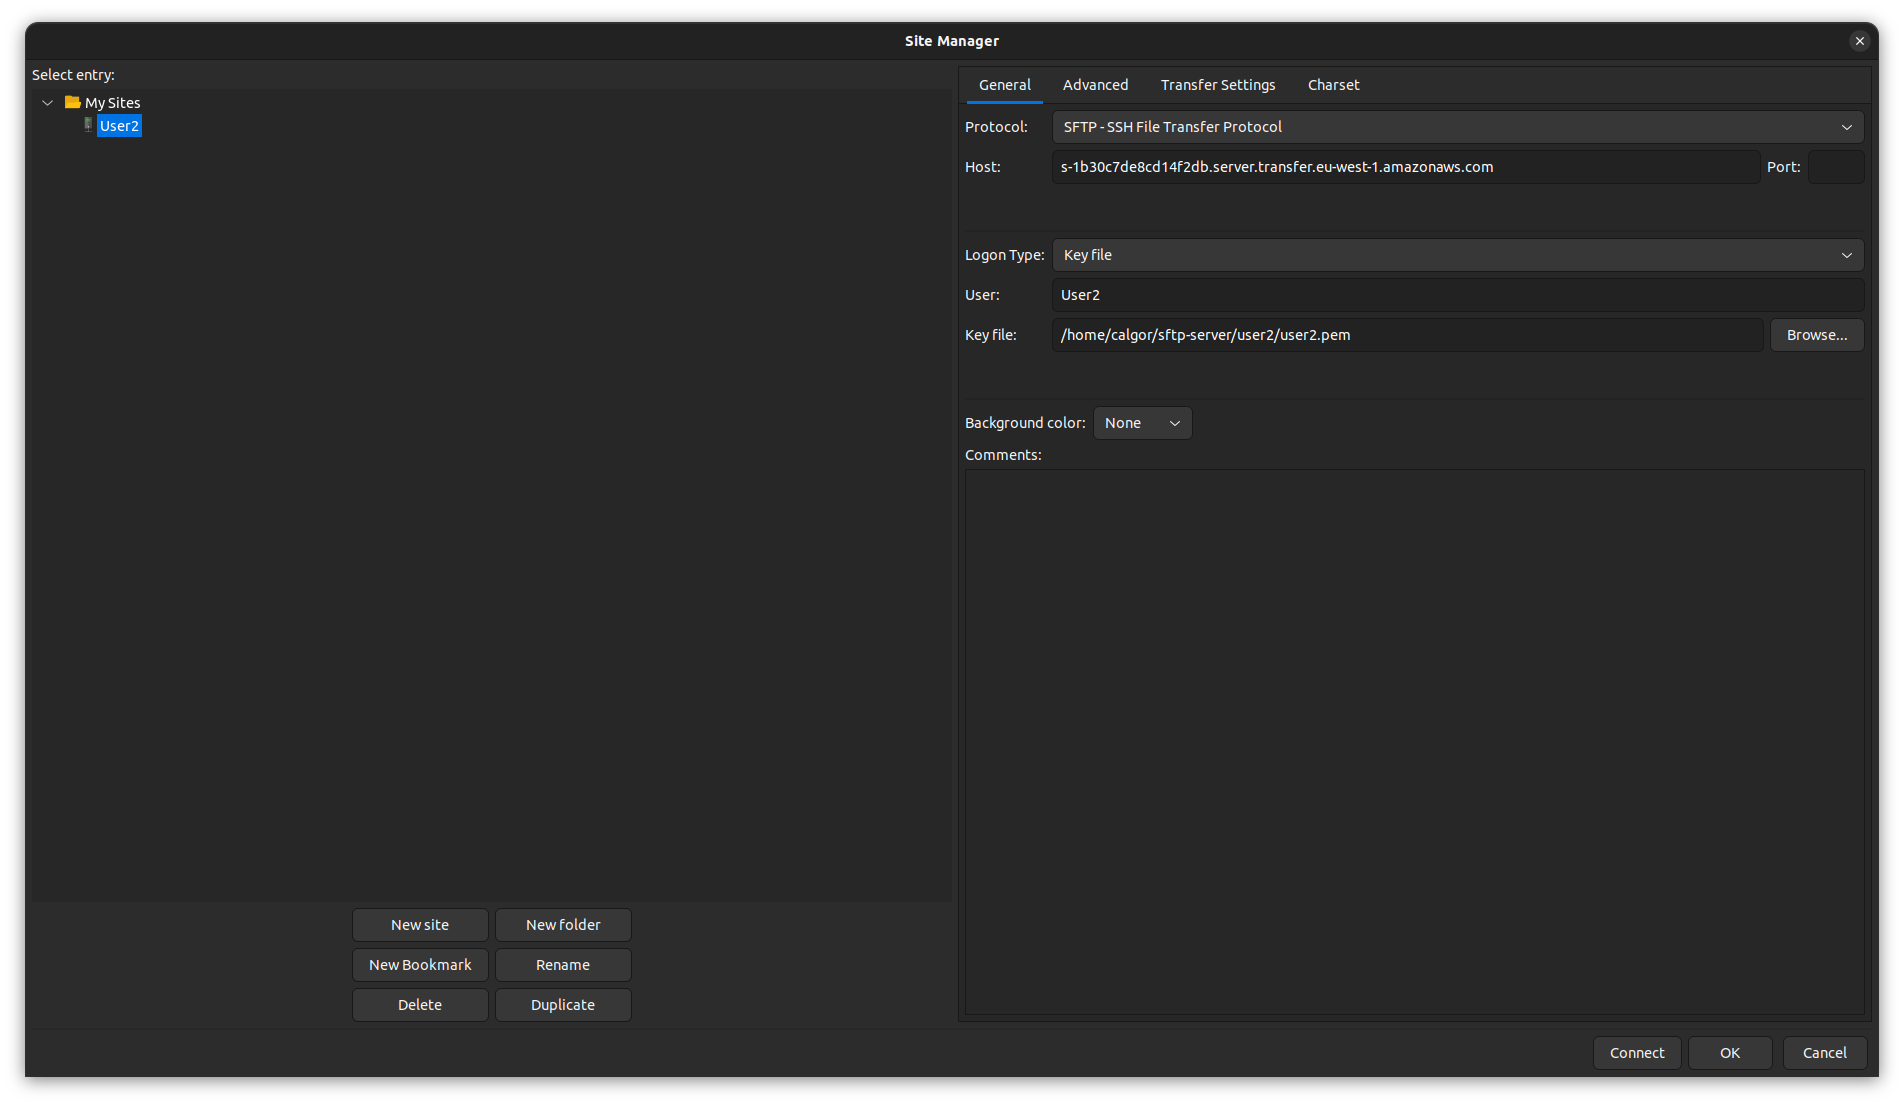 Site Manager
Select entry:
My Sites
User2
New site
New folder
New Bookmark
Rename
Delete
Duplicate
General Advanced Transfer Settings Charset
Protocol: SFTP - SSH File Transfer Protocol
Host: s-1b30c7de8cd14f2db.server.transfer.eu-west-1.amazonaws.com Port:
Logon Type: Key file
User: User2
Key file: /home/calgor/sftp-server/user2/user2.pem Browse...
Background color: None
Comments:
Connect OK Cancel